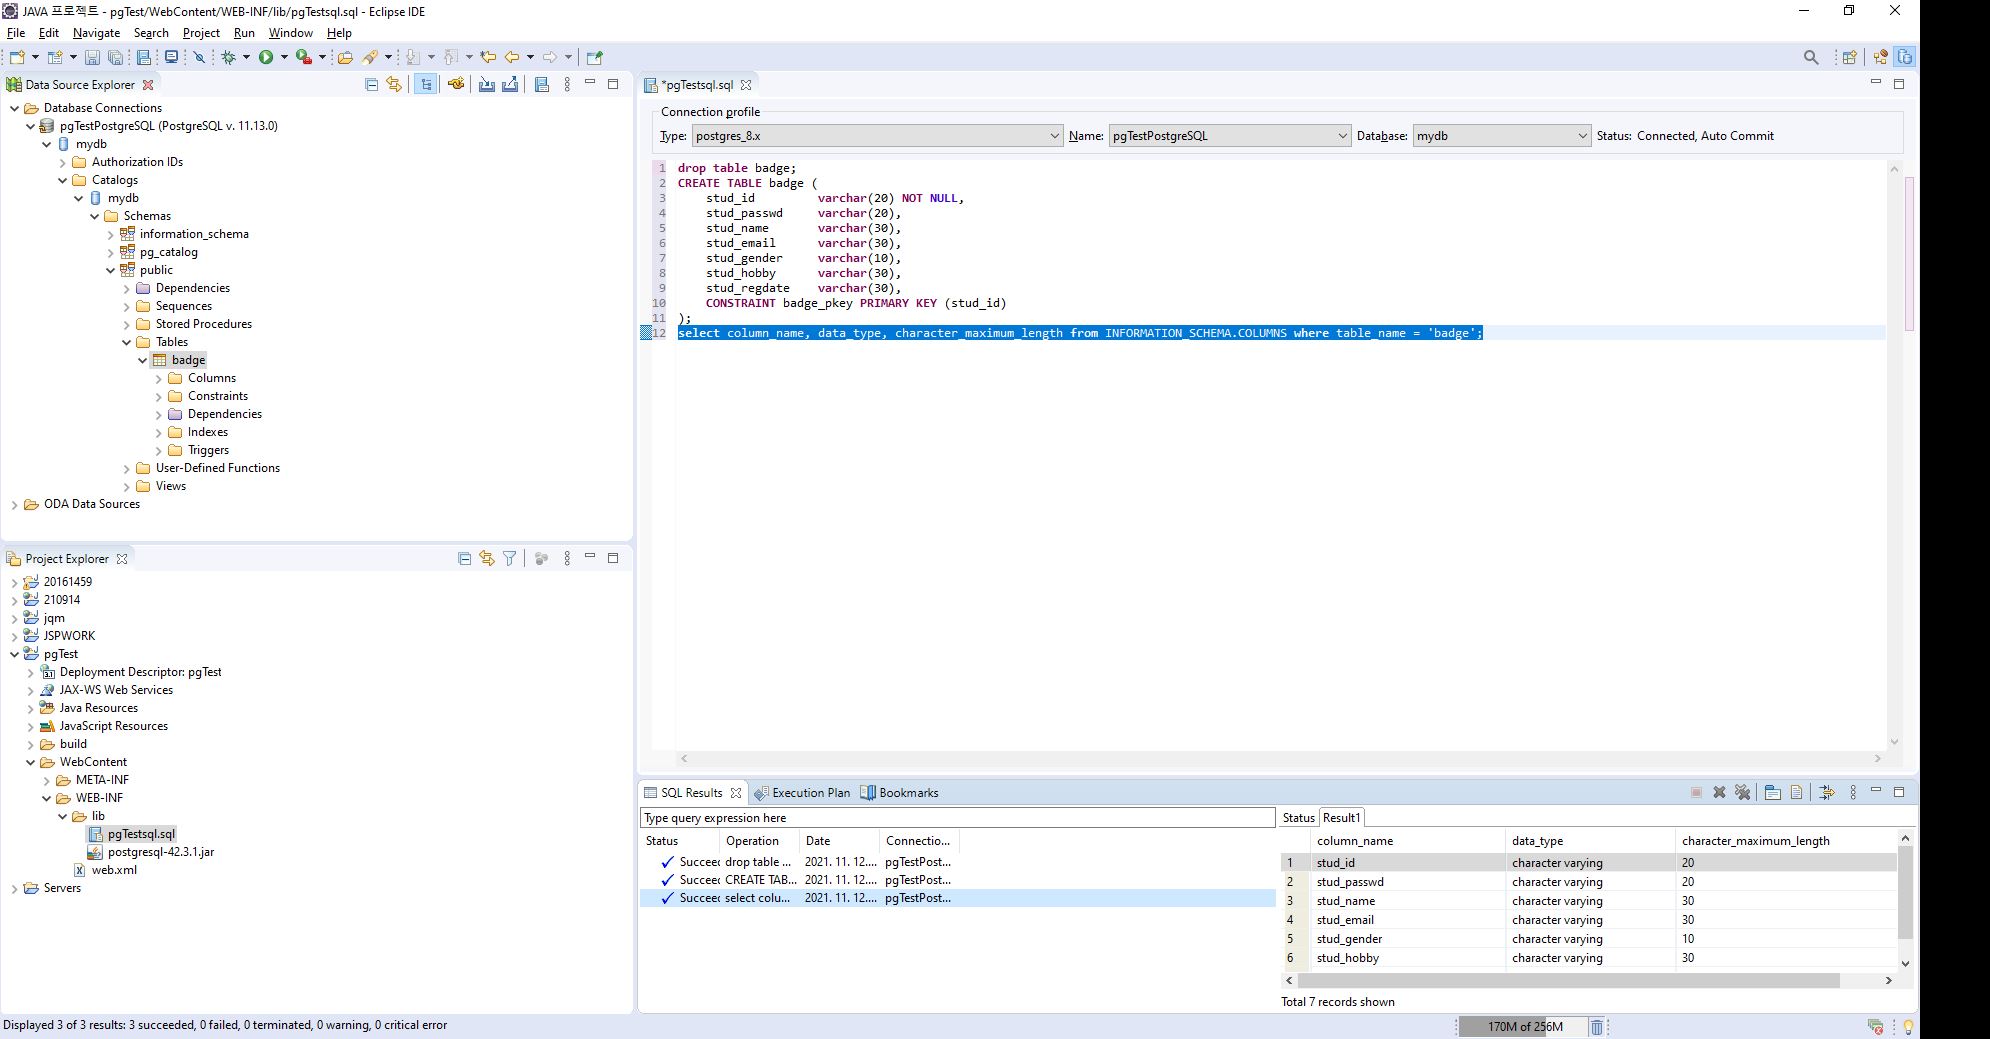 JAVA 프로젝트 - pgTest/WebContent/WEB-INF/lib/pgTestsql.sql - Eclipse IDE
File Edit Navigate Search Project Run Window Help
Data Source Explorer
Database Connections
pgTestPostgreSQL (PostgreSQL v. 11.13.0)
mydb
Authorization IDs
Catalogs
mydb
Schemas
information_schema
pg_catalog
public
Dependencies
Sequences
Stored Procedures
Tables
badge
Columns
Constraints
Dependencies
Indexes
Triggers
User-Defined Functions
Views
ODA Data Sources
Project Explorer
20161459
210914
jqm
JSPWORK
pgTest
Deployment Descriptor: pgTest
JAX-WS Web Services
Java Resources
JavaScript Resources
build
WebContent
META-INF
WEB-INF
lib
pgTestsql.sql
postgresql-42.3.1.jar
web.xml
Servers
*pgTestsql.sql
Connection profile
Type: postgres_8.x Name: pgTestPostgreSQL Database: mydb Status: Connected, Auto Commit
1 drop table badge;
2 CREATE TABLE badge (
3 stud_id varchar(20) NOT NULL,
4 stud_passwd varchar(20),
5 stud_name varchar(30),
6 stud_email varchar(30),
7 stud_gender varchar(10),
8 stud_hobby varchar(30),
9 stud_regdate varchar(30),
10 CONSTRAINT badge_pkey PRIMARY KEY (stud_id)
11 );
12 select column_name, data_type, character_maximum_length from INFORMATION_SCHEMA.COLUMNS where table_name = 'badge';
SQL Results Execution Plan Bookmarks
Type query expression here
Status Operation Date Connectio...
Succeed drop table ... 2021. 11. 12.... pgTestPost...
Succeed CREATE TAB... 2021. 11. 12.... pgTestPost...
Succeed select colu... 2021. 11. 12.... pgTestPost...
Status Result1
column_name data_type character_maximum_length
1 stud_id character varying 20
2 stud_passwd character varying 20
3 stud_name character varying 30
4 stud_email character varying 30
5 stud_gender character varying 10
6 stud_hobby character varying 30
Total 7 records shown
Displayed 3 of 3 results: 3 succeeded, 0 failed, 0 terminated, 0 warning, 0 critical error
170M of 256M